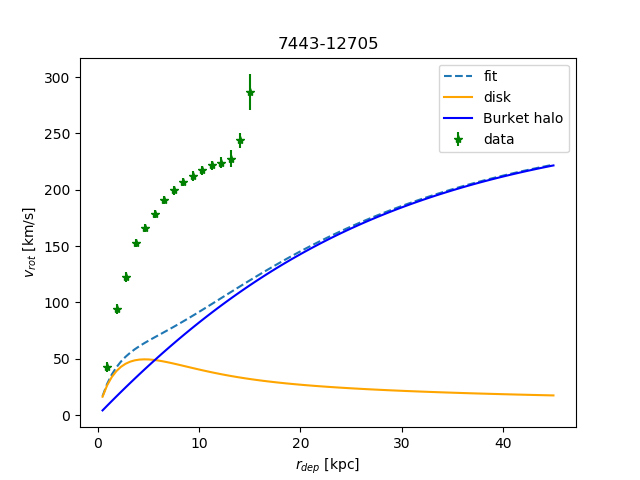 7443-12705
300
250
200
150
100
50
0
v_rot [km/s]
0 10 20 30 40
r_dep [kpc]
fit
disk
Burket halo
data